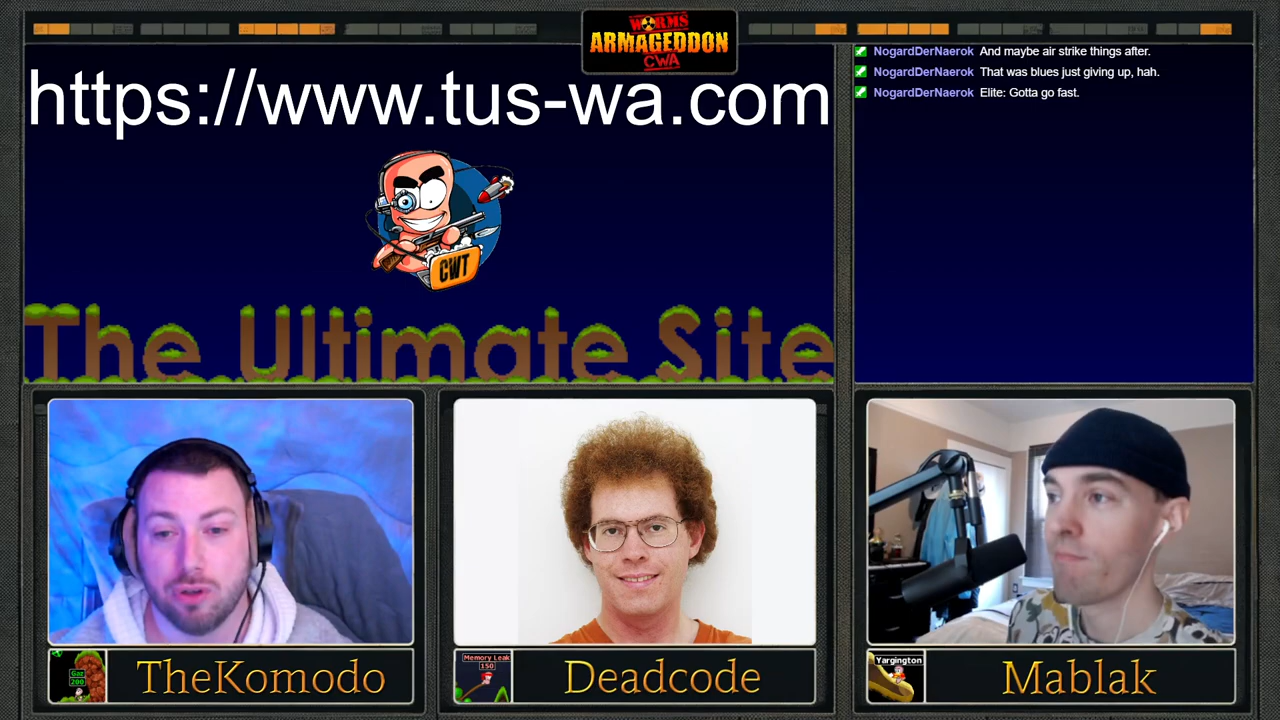 WORMS
ARMAGEDDON
CWA
https://www.tus-wa.com
CWT
The Ultimate Site
NogardDerNaerok And maybe air strike things after.
NogardDerNaerok That was blues just giving up, hah.
NogardDerNaerok Elite: Gotta go fast.
Gaz
200
TheKomodo
Memory Leak
150
Deadcode
Yargington
Mablak